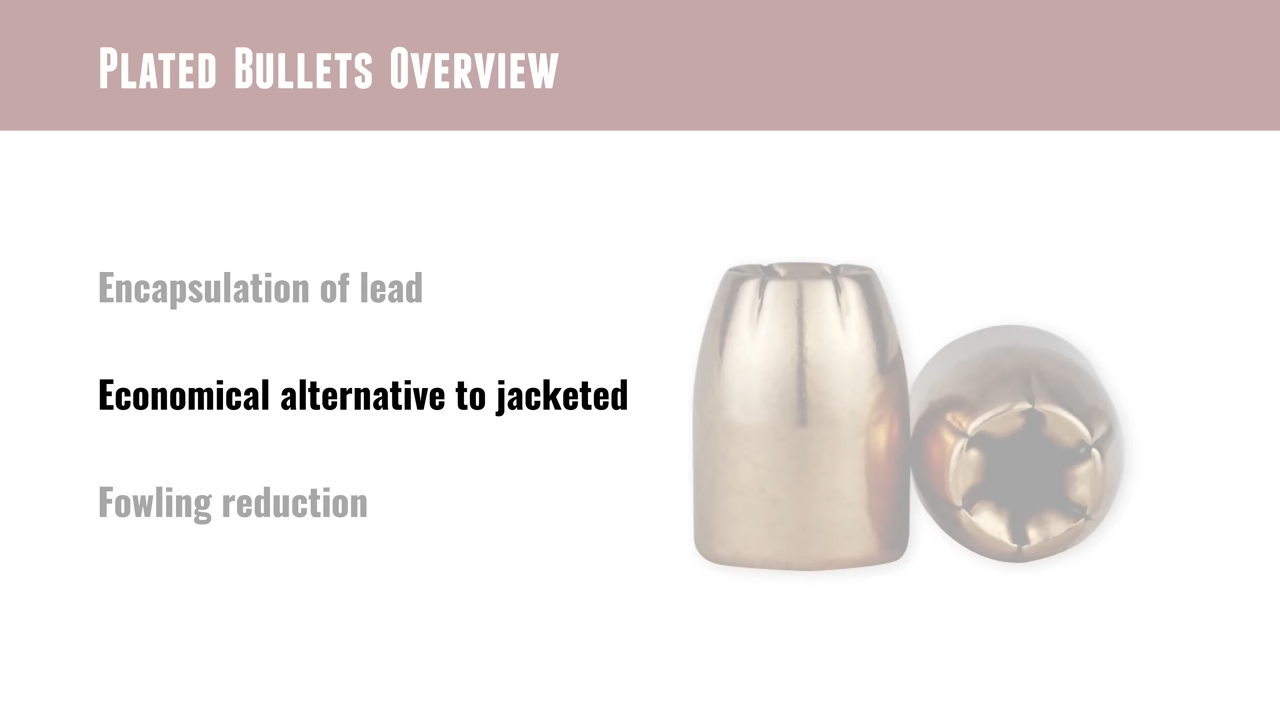 Plated Bullets Overview
Encapsulation of lead
Economical alternative to jacketed
Fowling reduction